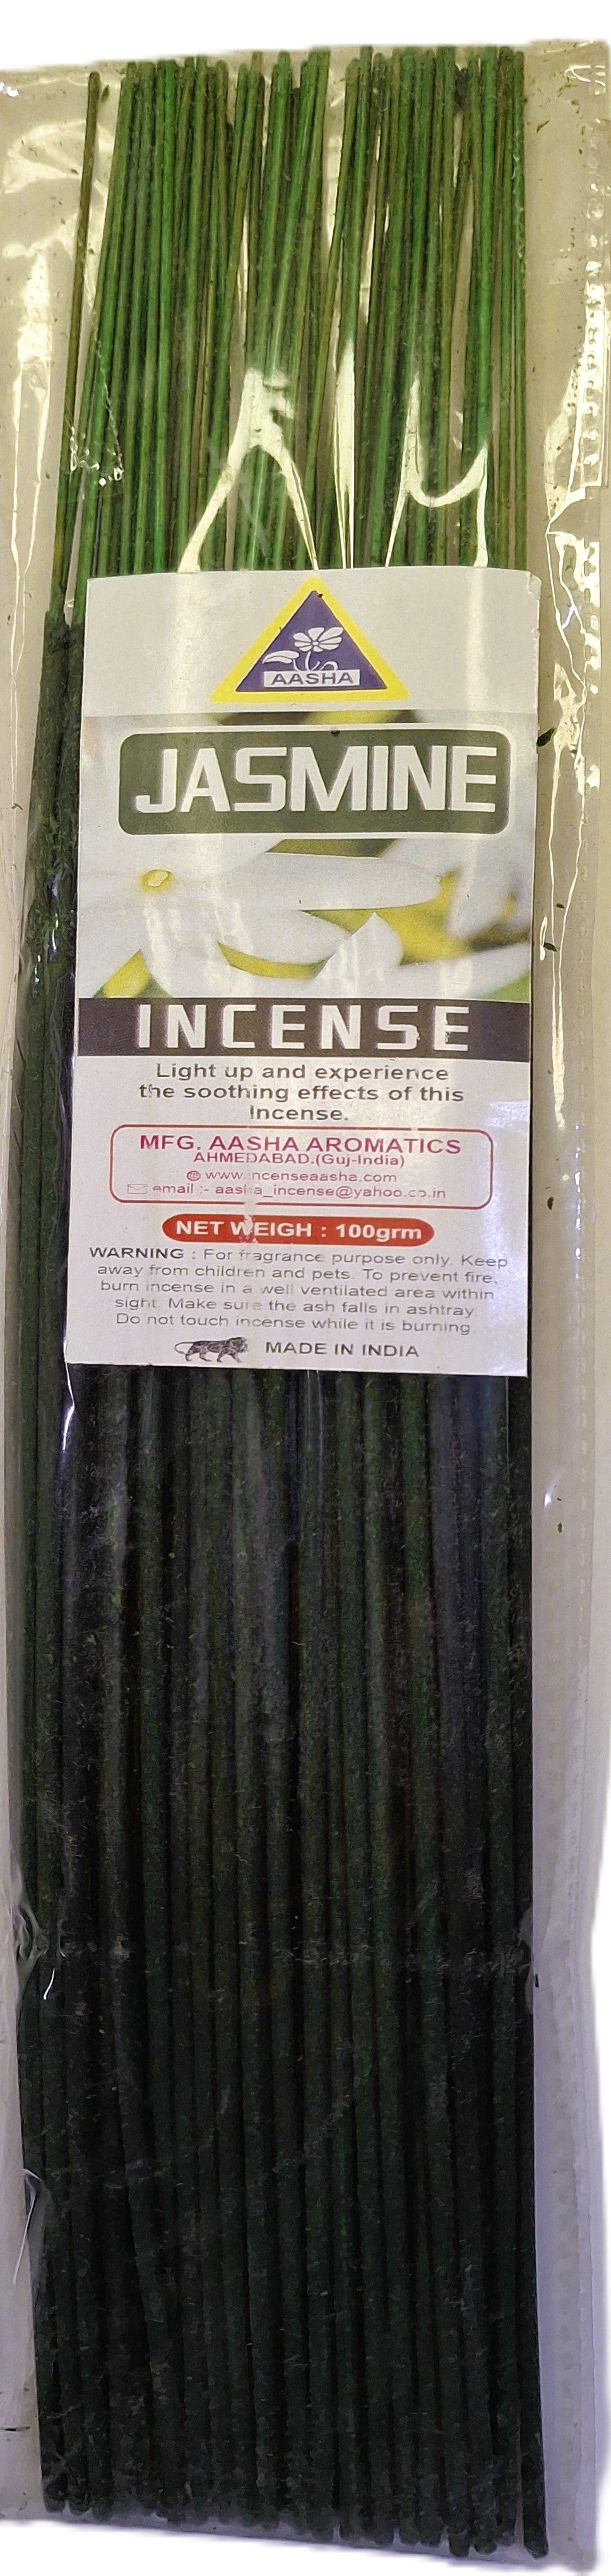 AASHA
JASMINE
INCENSE
Light up and experience
the soothing effects of this
Incense.
MFG. AASHA AROMATICS
AHMEDABAD.(Guj-India)
www.incenseaasha.com
email :- aasha_incense@yahoo.co.in
NET WEIGH : 100grm
WARNING : For fragrance purpose only. Keep
away from children and pets. To prevent fire,
burn incense in a well ventilated area within
sight. Make sure the ash falls in ashtray.
Do not touch incense while it is burning.
MADE IN INDIA